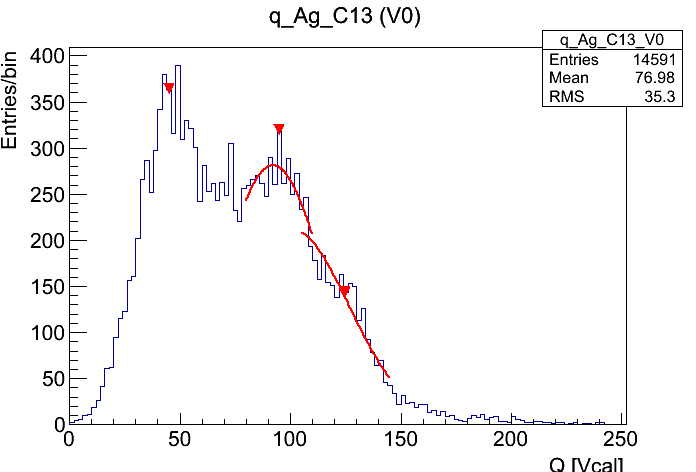 q_Ag_C13 (V0)
q_Ag_C13_V0
Entries 14591
Mean 76.98
RMS 35.3
Entries/bin
400
350
300
250
200
150
100
50
0
0 50 100 150 200 250
Q [Vcal]